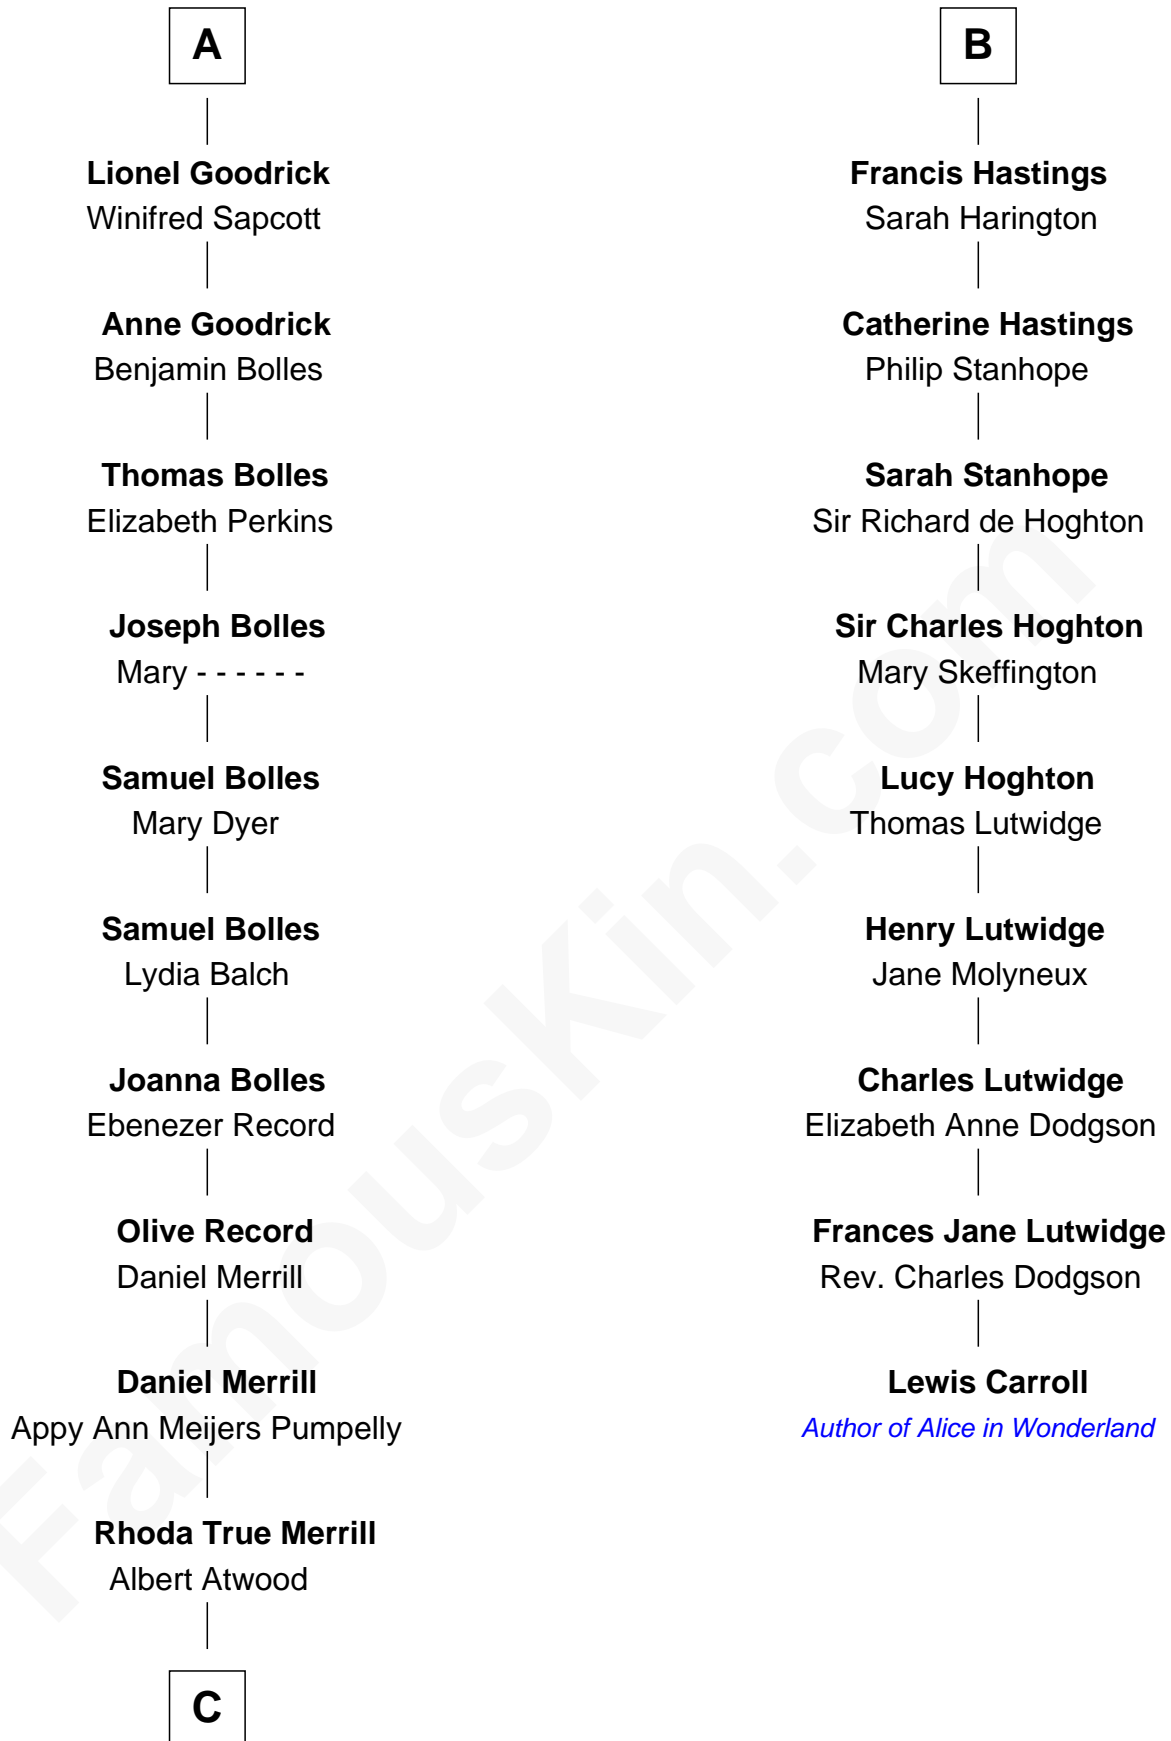 A
Lionel Goodrick
Winifred Sapcott
Anne Goodrick
Benjamin Bolles
Thomas Bolles
Elizabeth Perkins
Joseph Bolles
Mary - - - - - -
Samuel Bolles
Mary Dyer
Samuel Bolles
Lydia Balch
Joanna Bolles
Ebenezer Record
Olive Record
Daniel Merrill
Daniel Merrill
Appy Ann Meijers Pumpelly
Rhoda True Merrill
Albert Atwood
C
B
Francis Hastings
Sarah Harington
Catherine Hastings
Philip Stanhope
Sarah Stanhope
Sir Richard de Hoghton
Sir Charles Hoghton
Mary Skeffington
Lucy Hoghton
Thomas Lutwidge
Henry Lutwidge
Jane Molyneux
Charles Lutwidge
Elizabeth Anne Dodgson
Frances Jane Lutwidge
Rev. Charles Dodgson
Lewis Carroll
Author of Alice in Wonderland
FamousKin.com